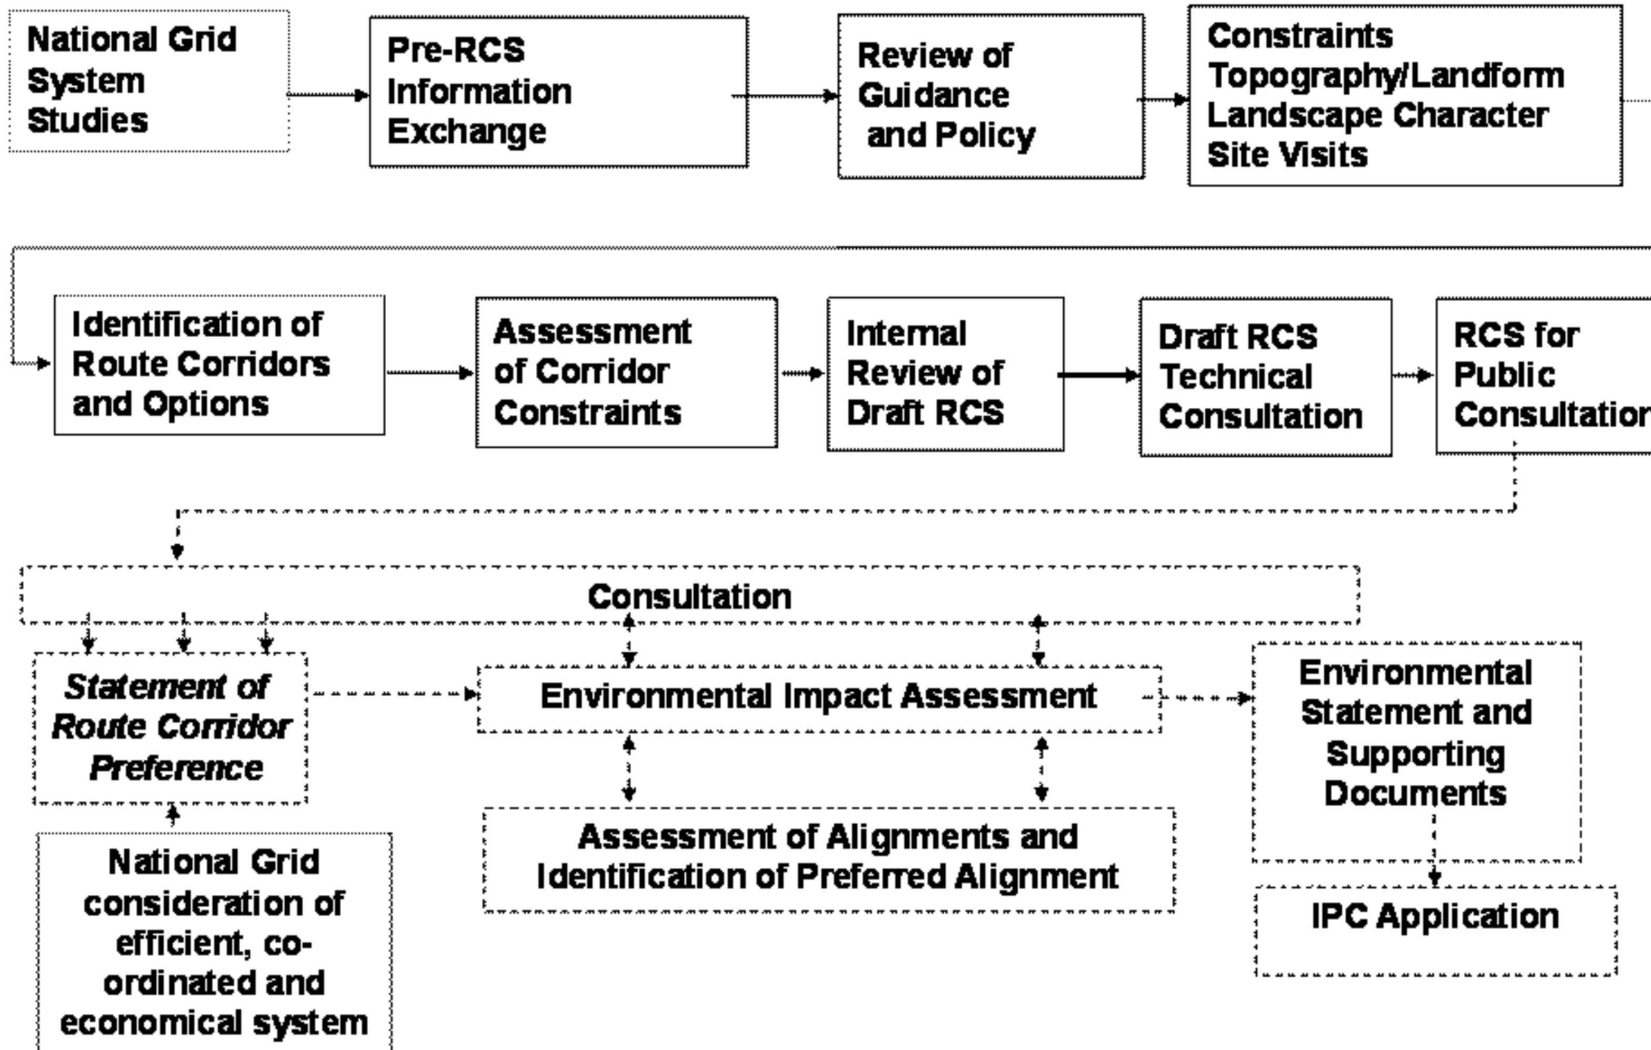 National Grid
System
Studies
Pre-RCS
Information
Exchange
Review of
Guidance
and Policy
Constraints
Topography/Landform
Landscape Character
Site Visits
Identification of
Route Corridors
and Options
Assessment
of Corridor
Constraints
Internal
Review of
Draft RCS
Draft RCS
Technical
Consultation
RCS for
Public
Consultation
Consultation
Statement of
Route Corridor
Preference
Environmental Impact Assessment
Environmental
Statement and
Supporting
Documents
National Grid
consideration of
efficient, co-
ordinated and
economical system
Assessment of Alignments and
Identification of Preferred Alignment
IPC Application